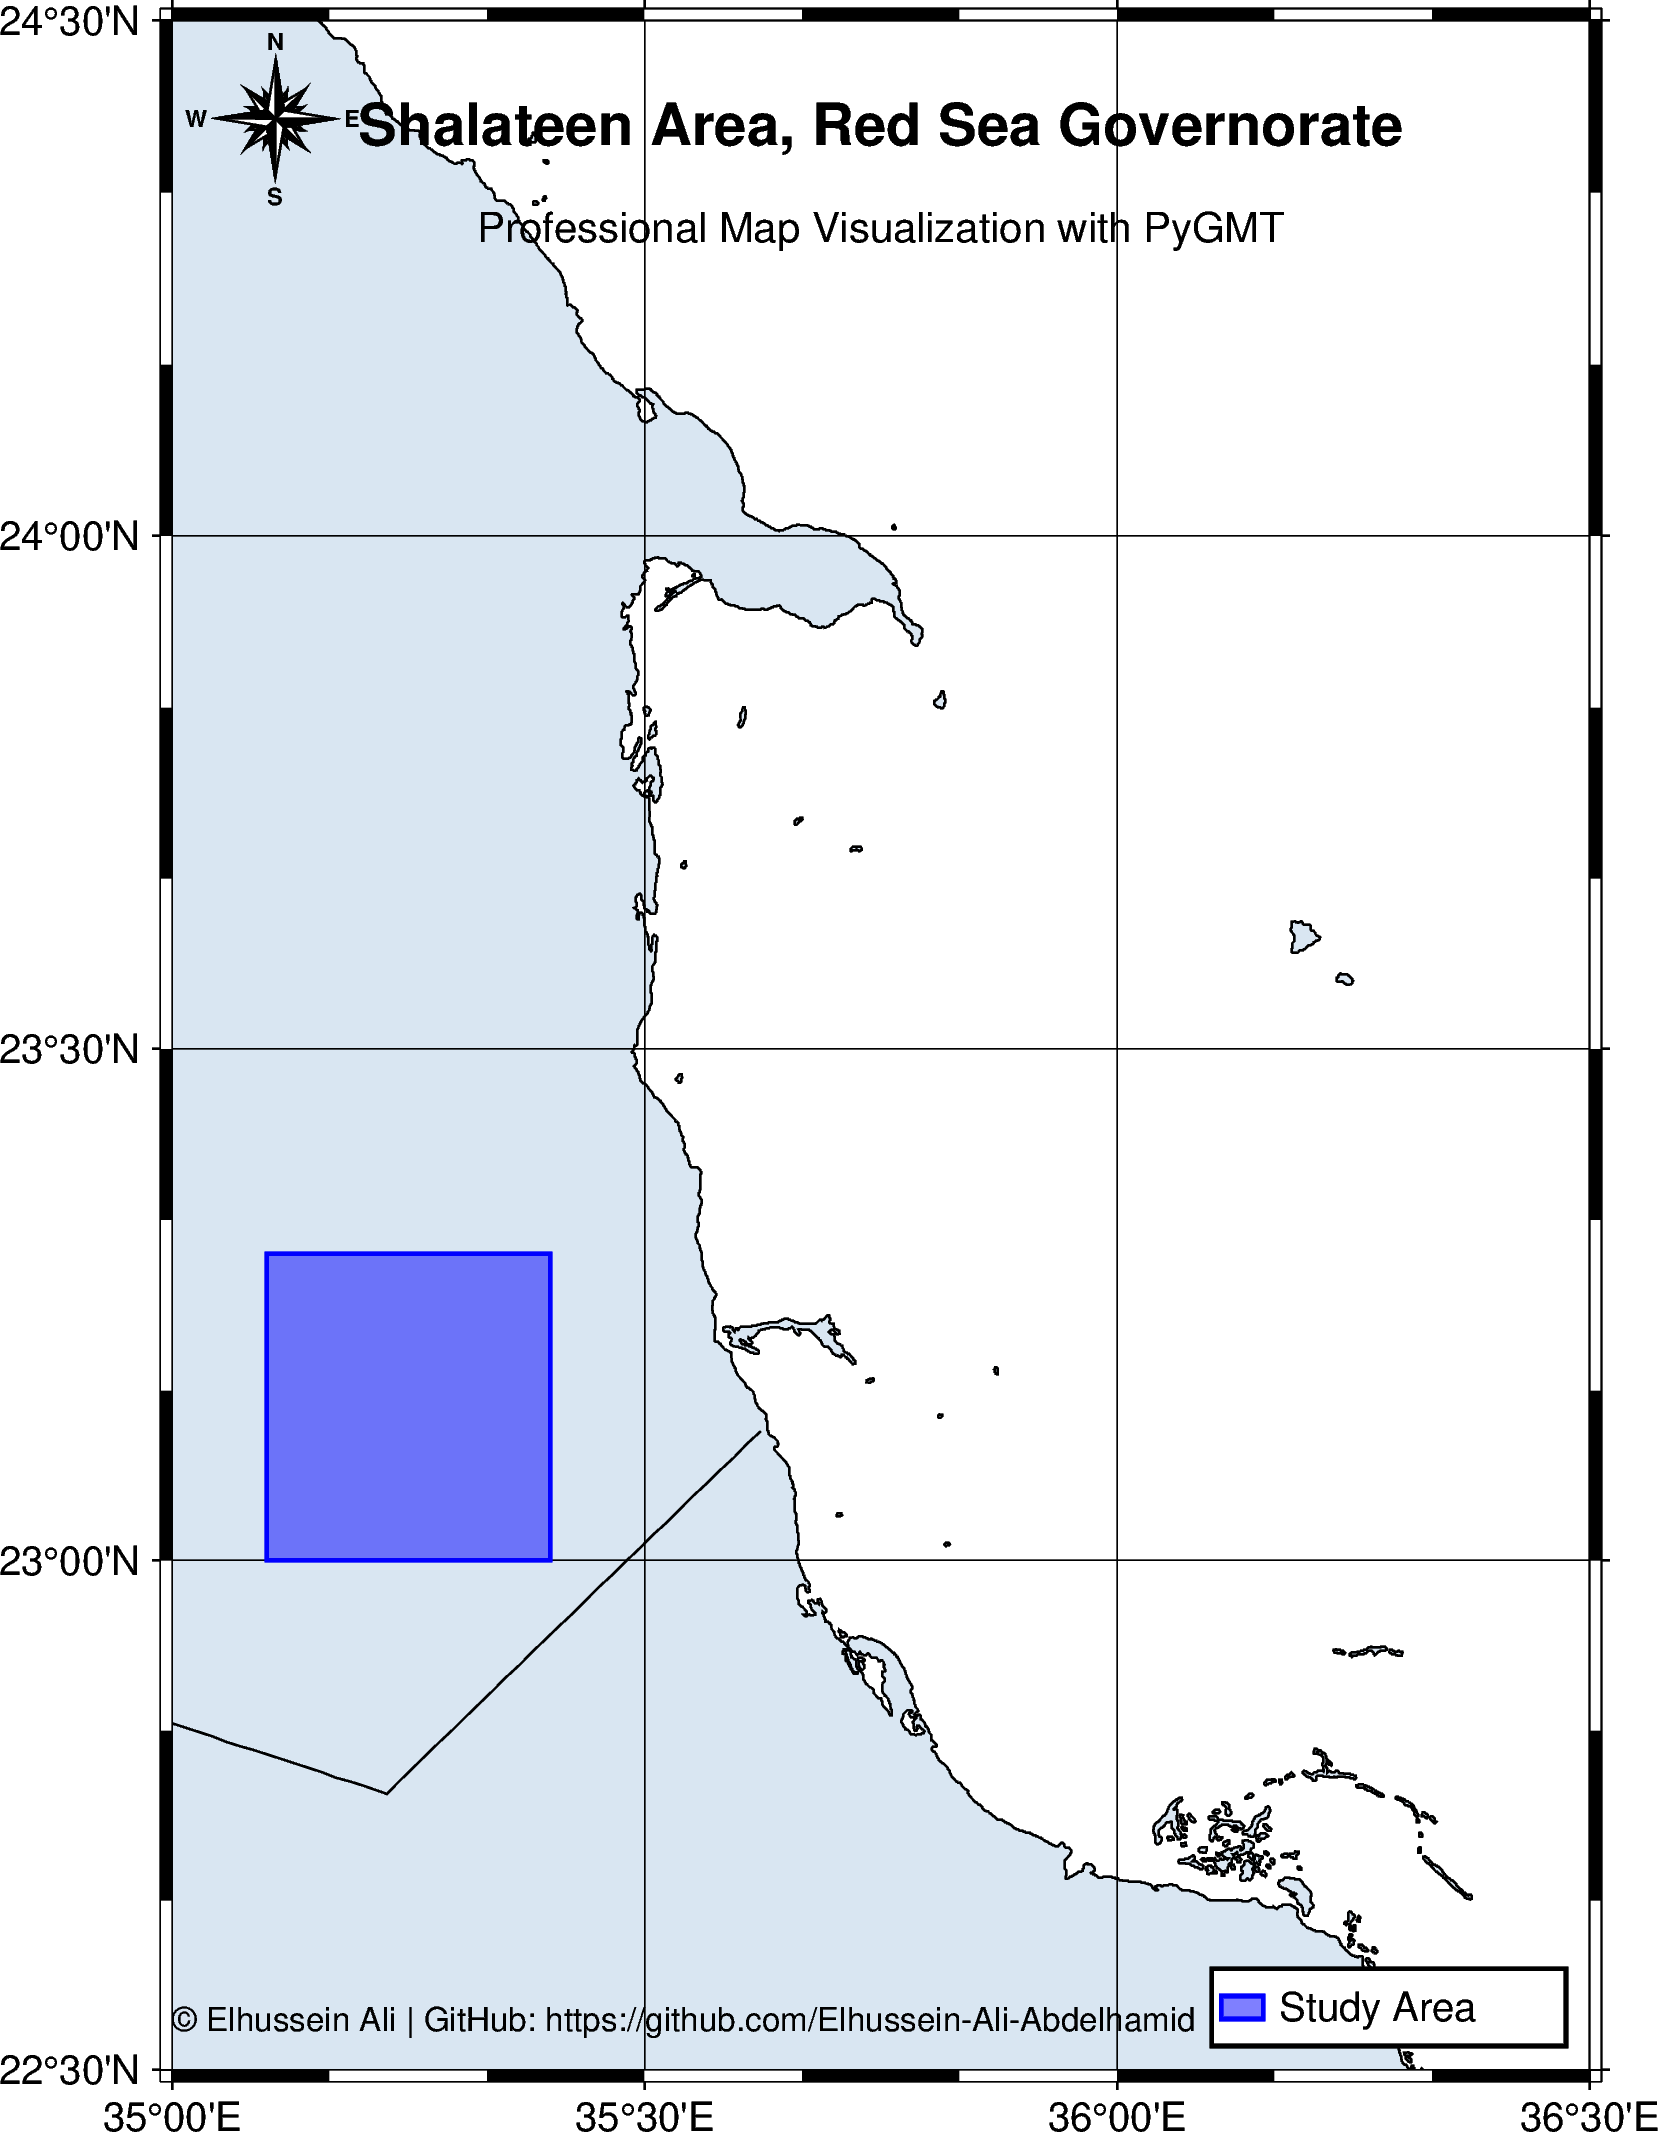 24°30'N
N
W
E
S
Shalateen Area, Red Sea Governorate
Professional Map Visualization with PyGMT
24°00'N
23°30'N
23°00'N
Study Area
© Elhussein Ali | GitHub: https://github.com/Elhussein-Ali-Abdelhamid
22°30'N
35°00'E
35°30'E
36°00'E
36°30'E